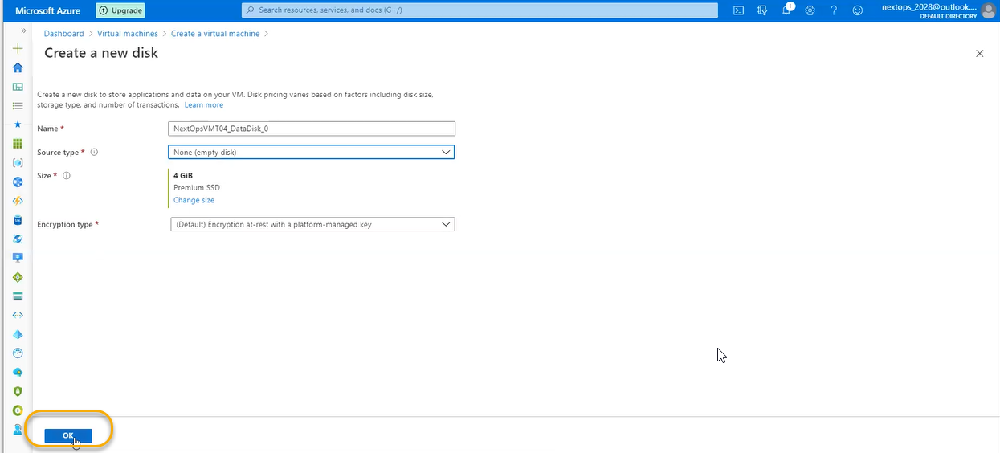 Microsoft Azure
Upgrade
Search resources, services, and docs (G+/)
1
nextops_2028@outlook....
DEFAULT DIRECTORY
Dashboard > Virtual machines > Create a virtual machine >
Create a new disk
Create a new disk to store applications and data on your VM. Disk pricing varies based on factors including disk size,
storage type, and number of transactions. Learn more
Name *
NextOpsVMT04_DataDisk_0
Source type *
None (empty disk)
Size *
4 GiB
Premium SSD
Change size
Encryption type *
(Default) Encryption at-rest with a platform-managed key
OK